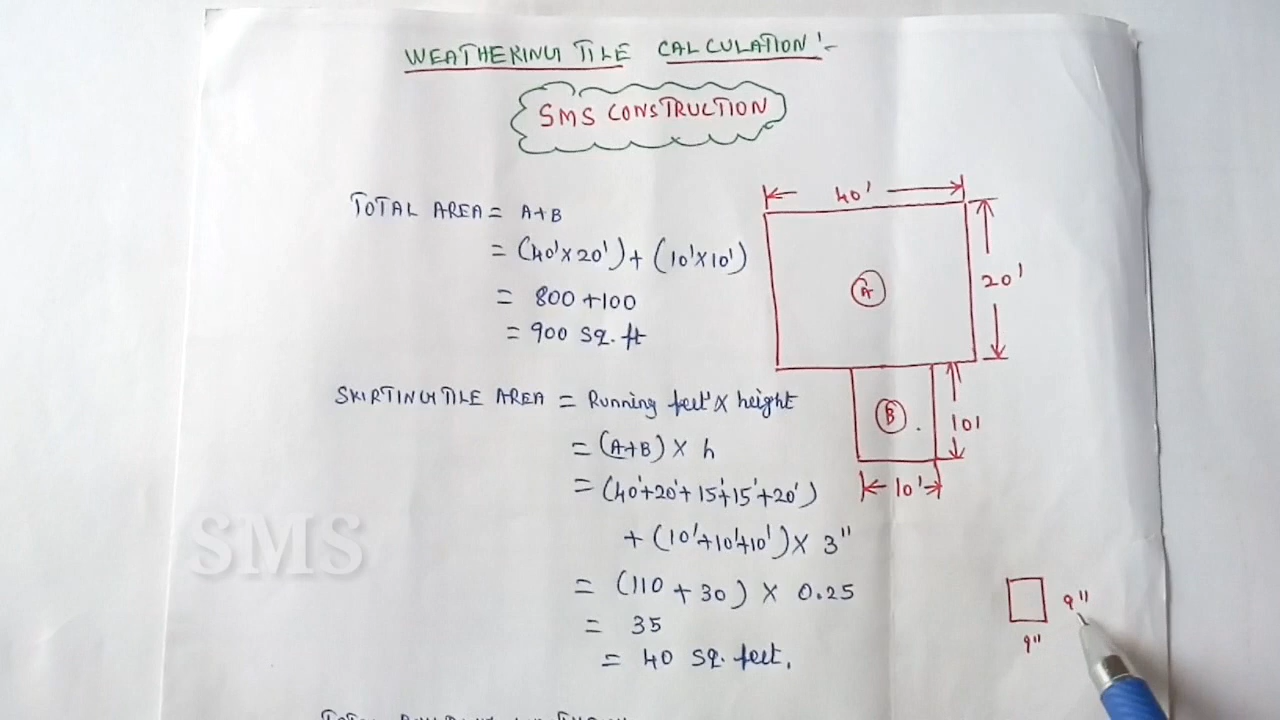 WEATHERING TILE CALCULATION:-
SMS CONSTRUCTION
TOTAL AREA = A+B
= (40'X20') + (10'X10')
= 800 +100
= 900 SQ.ft
SKIRTING TILE AREA = Running feet X height
= (A+B) X h
= (40'+20'+15'+15'+20')
+ (10'+10'+10') X 3"
= (110 + 30) X 0.25
= 35
= 40 SQ. feet.
40'
A
20'
B
10'
10'
9"
9"
SMS